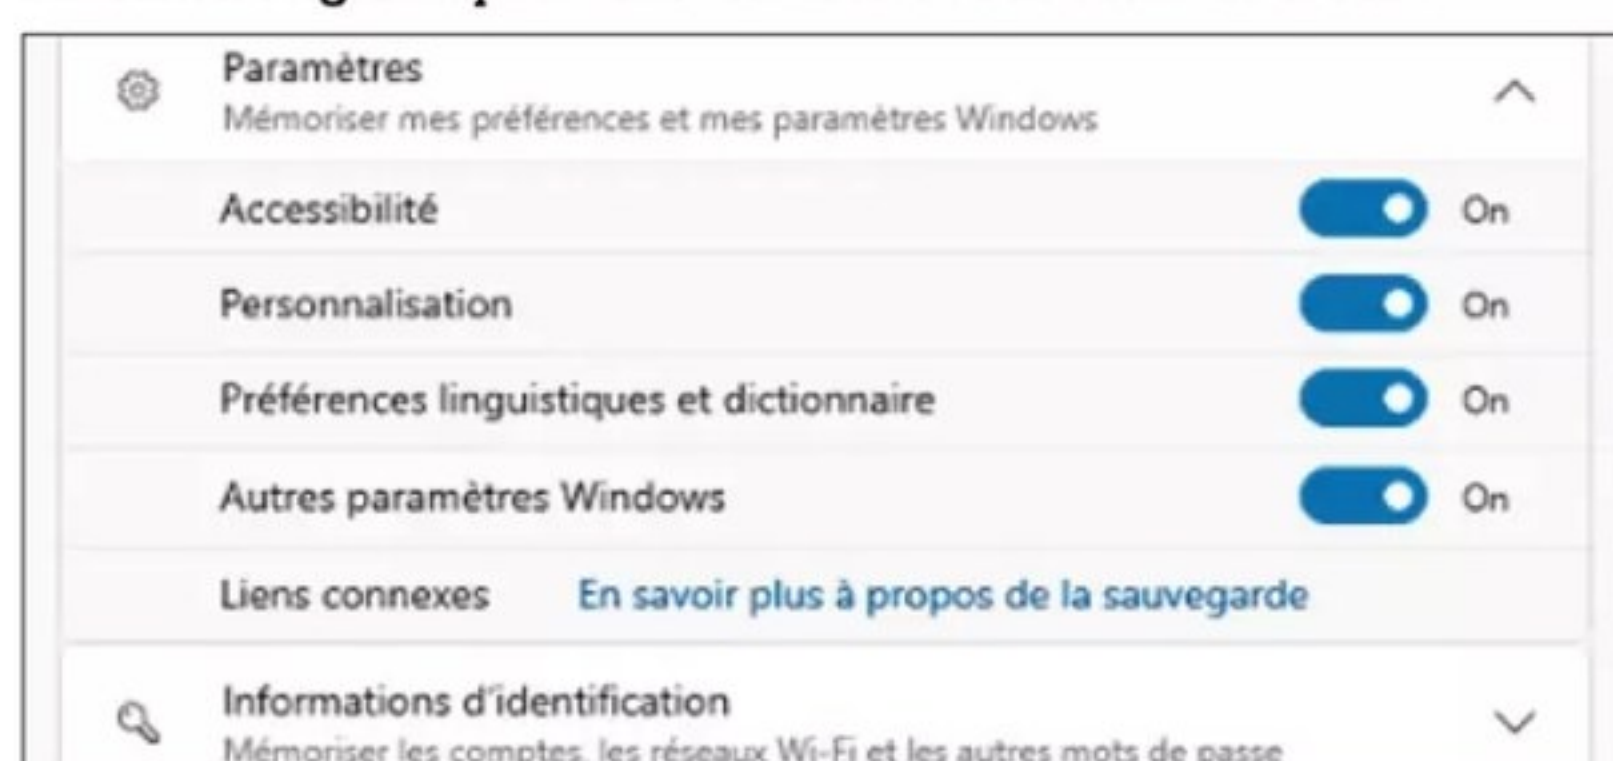 Paramètres
Mémoriser mes préférences et mes paramètres Windows
Accessibilité On
Personnalisation On
Préférences linguistiques et dictionnaire On
Autres paramètres Windows On
Liens connexes En savoir plus à propos de la sauvegarde
Informations d'identification
Mémoriser les comptes, les réseaux Wi-Fi et les autres mots de passe